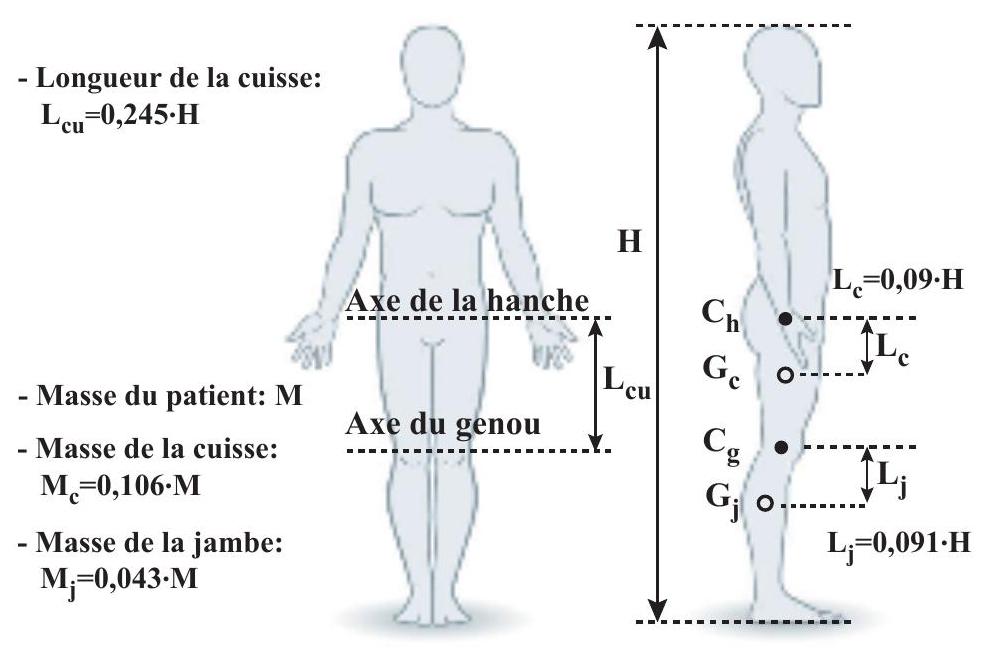 - Longueur de la cuisse:
L_cu=0,245·H
H
Axe de la hanche
L_c=0,09·H
C_h
L_c
G_c
L_cu
- Masse du patient: M
Axe du genou
- Masse de la cuisse:
M_c=0,106·M
C_g
L_j
G_j
- Masse de la jambe:
M_j=0,043·M
L_j=0,091·H